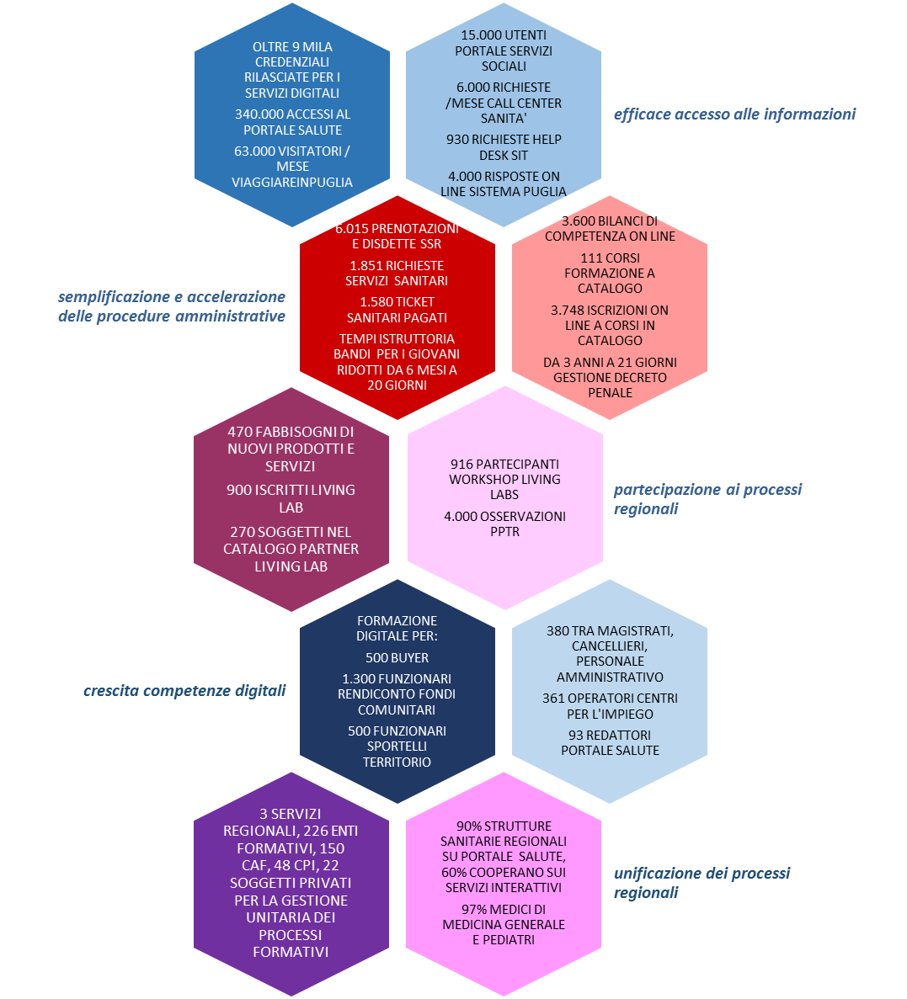 OLTRE 9 MILA
CREDENZIALI
RILASCIATE PER I
SERVIZI DIGITALI
340.000 ACCESSI AL
PORTALE SALUTE
63.000 VISITATORI /
MESE
VIAGGIAREINPUGLIA
15.000 UTENTI
PORTALE SERVIZI
SOCIALI
6.000 RICHIESTE
/MESE CALL CENTER
SANITA'
930 RICHIESTE HELP
DESK SIT
4.000 RISPOSTE ON
LINE SISTEMA PUGLIA
efficace accesso alle informazioni
semplificazione e accelerazione
delle procedure amministrative
6.015 PRENOTAZIONI
E DISDETTE SSR
1.851 RICHIESTE
SERVIZI SANITARI
1.580 TICKET
SANITARI PAGATI
TEMPI ISTRUTTORIA
BANDI PER I GIOVANI
RIDOTTI DA 6 MESI A
20 GIORNI
3.600 BILANCI DI
COMPETENZA ON LINE
111 CORSI
FORMAZIONE A
CATALOGO
3.748 ISCRIZIONI ON
LINE A CORSI IN
CATALOGO
DA 3 ANNI A 21 GIORNI
GESTIONE DECRETO
PENALE
470 FABBISOGNI DI
NUOVI PRODOTTI E
SERVIZI
900 ISCRITTI LIVING
LAB
270 SOGGETTI NEL
CATALOGO PARTNER
LIVING LAB
916 PARTECIPANTI
WORKSHOP LIVING
LABS
4.000 OSSERVAZIONI
PPTR
partecipazione ai processi
regionali
crescita competenze digitali
FORMAZIONE
DIGITALE PER:
500 BUYER
1.300 FUNZIONARI
RENDICONTO FONDI
COMUNITARI
500 FUNZIONARI
SPORTELLI
TERRITORIO
380 TRA MAGISTRATI,
CANCELLIERI,
PERSONALE
AMMINISTRATIVO
361 OPERATORI CENTRI
PER L'IMPIEGO
93 REDATTORI
PORTALE SALUTE
3 SERVIZI
REGIONALI, 226 ENTI
FORMATIVI, 150
CAF, 48 CPI, 22
SOGGETTI PRIVATI
PER LA GESTIONE
UNITARIA DEI
PROCESSI
FORMATIVI
90% STRUTTURE
SANITARIE REGIONALI
SU PORTALE SALUTE,
60% COOPERANO SUI
SERVIZI INTERATTIVI
97% MEDICI DI
MEDICINA GENERALE
E PEDIATRI
unificazione dei processi
regionali